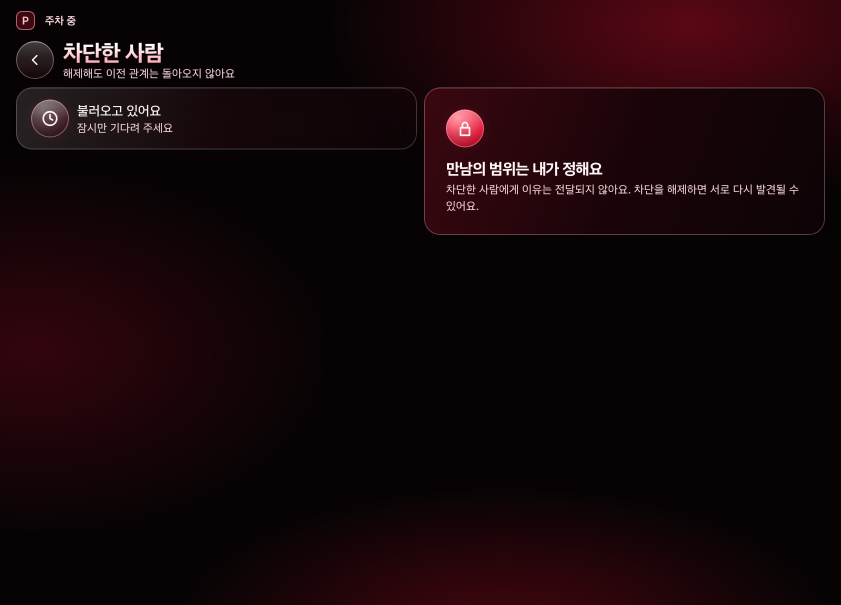 P 주차 중
차단한 사람
해제해도 이전 관계는 돌아오지 않아요
불러오고 있어요
잠시만 기다려 주세요
만남의 범위는 내가 정해요
차단한 사람에게 이유는 전달되지 않아요. 차단을 해제하면 서로 다시 발견될 수
있어요.